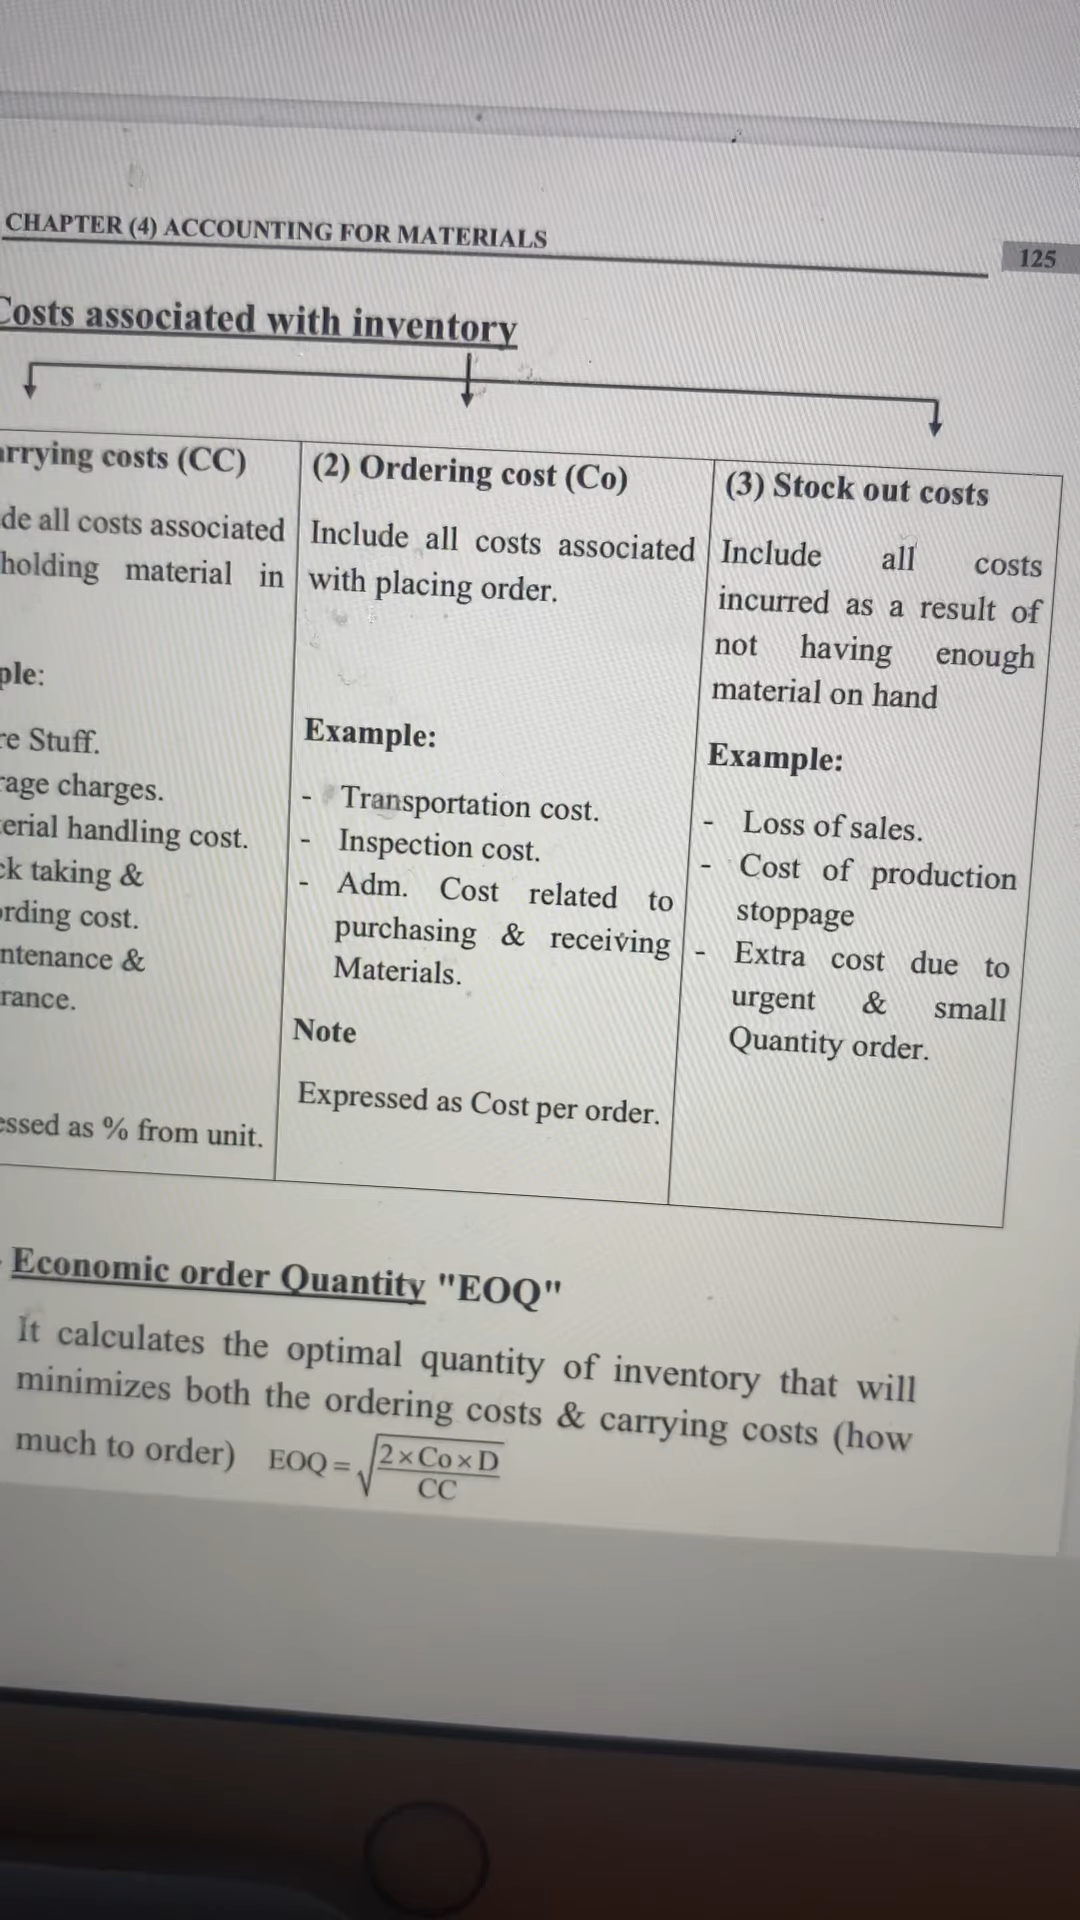 CHAPTER (4) ACCOUNTING FOR MATERIALS
125
Costs associated with inventory
arrying costs (CC)
de all costs associated
holding material in
ple:
re Stuff.
rage charges.
erial handling cost.
ck taking &
ording cost.
ntenance &
rance.
essed as % from unit.
(2) Ordering cost (Co)
Include all costs associated
with placing order.
Example:
- Transportation cost.
- Inspection cost.
- Adm. Cost related to
purchasing & receiving
Materials.
Note
Expressed as Cost per order.
(3) Stock out costs
Include all costs
incurred as a result of
not having enough
material on hand
Example:
- Loss of sales.
- Cost of production
stoppage
- Extra cost due to
urgent & small
Quantity order.
- Economic order Quantity "EOQ"
It calculates the optimal quantity of inventory that will
minimizes both the ordering costs & carrying costs (how
much to order) EOQ = √(2×Co×D / CC)